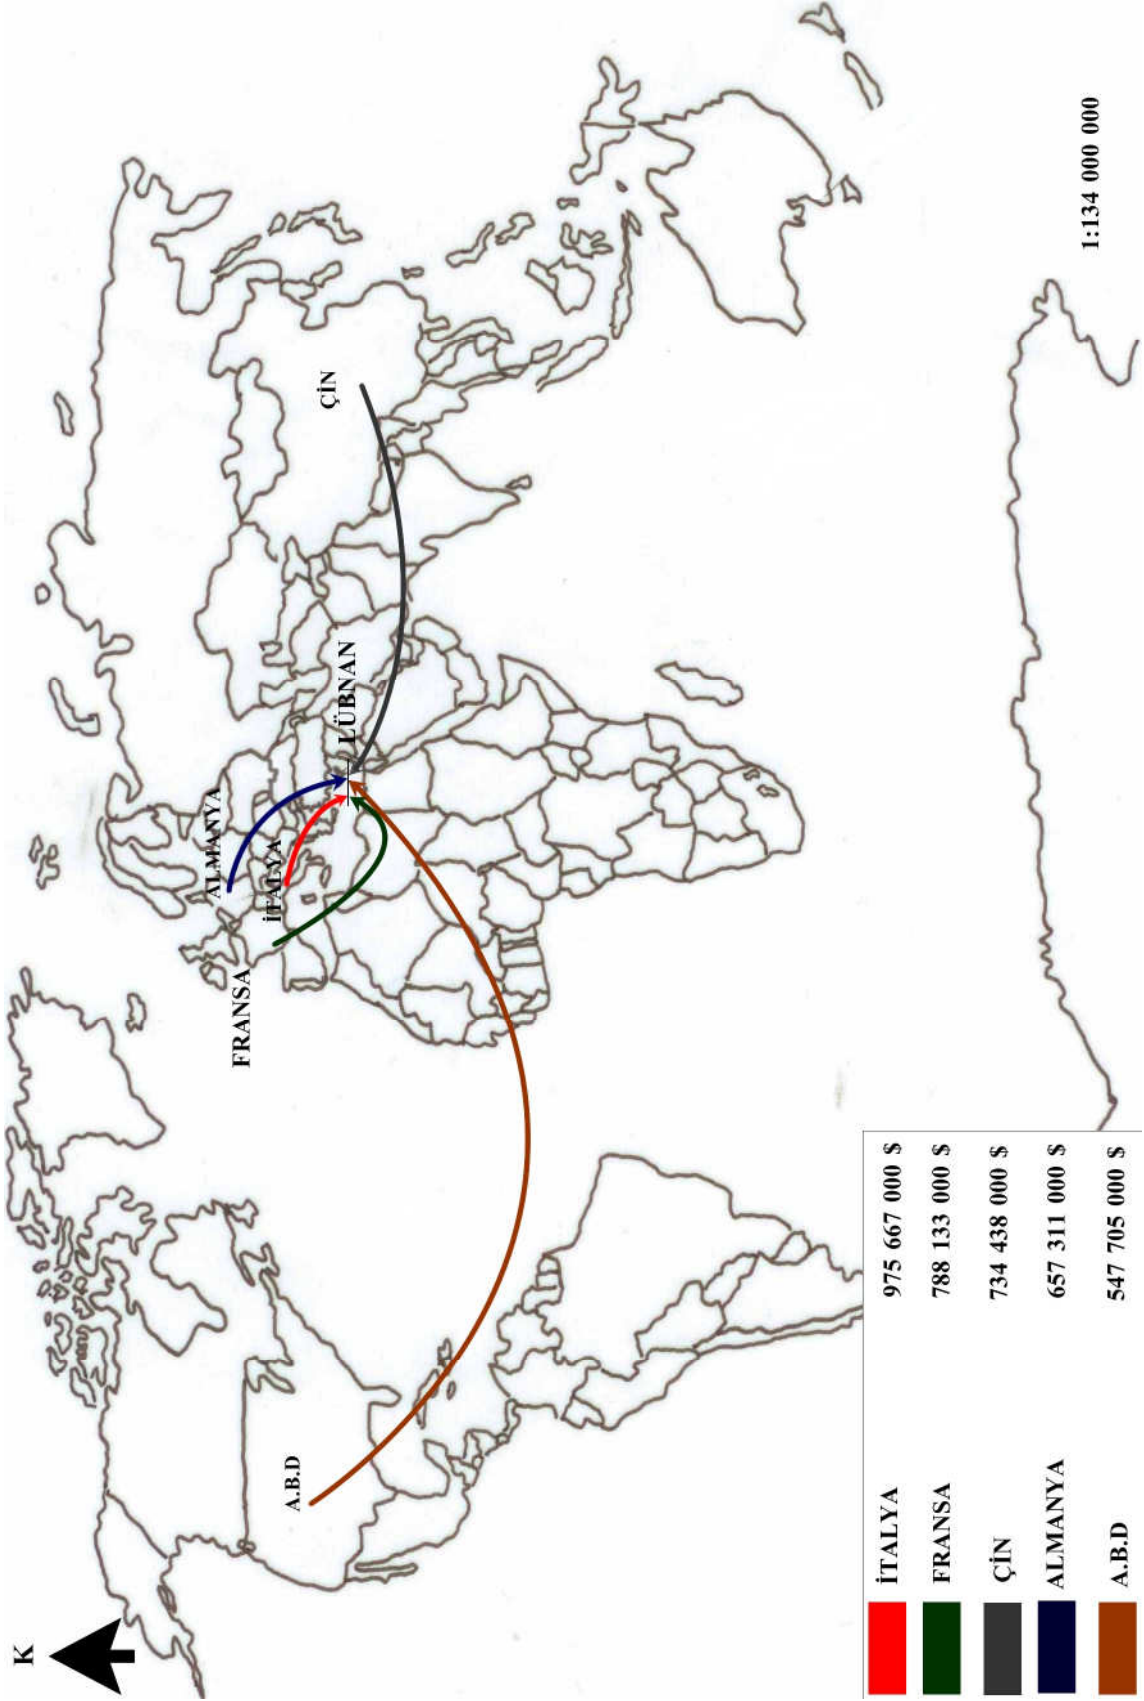 K
ALMANYA
İTALYA
FRANSA
LÜBNAN
ÇİN
A.B.D
1:134 000 000
İTALYA 975 667 000 $
FRANSA 788 133 000 $
ÇİN 734 438 000 $
ALMANYA 657 311 000 $
A.B.D 547 705 000 $